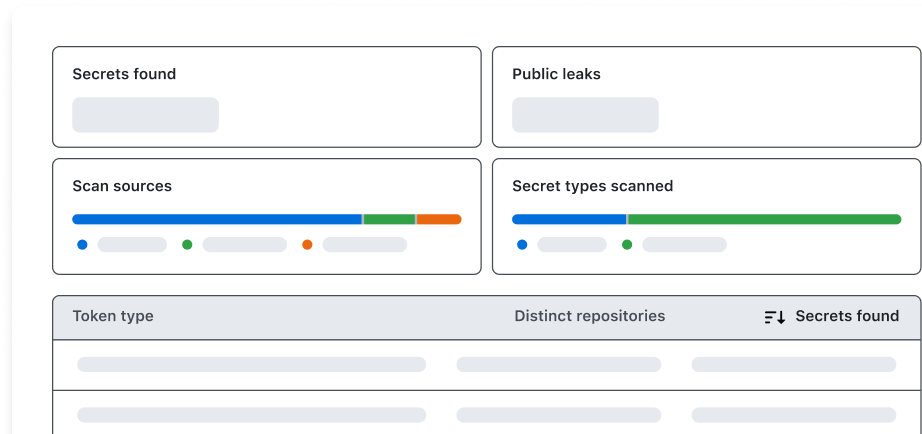 Secrets found
Public leaks
Scan sources
Secret types scanned
Token type Distinct repositories Secrets found